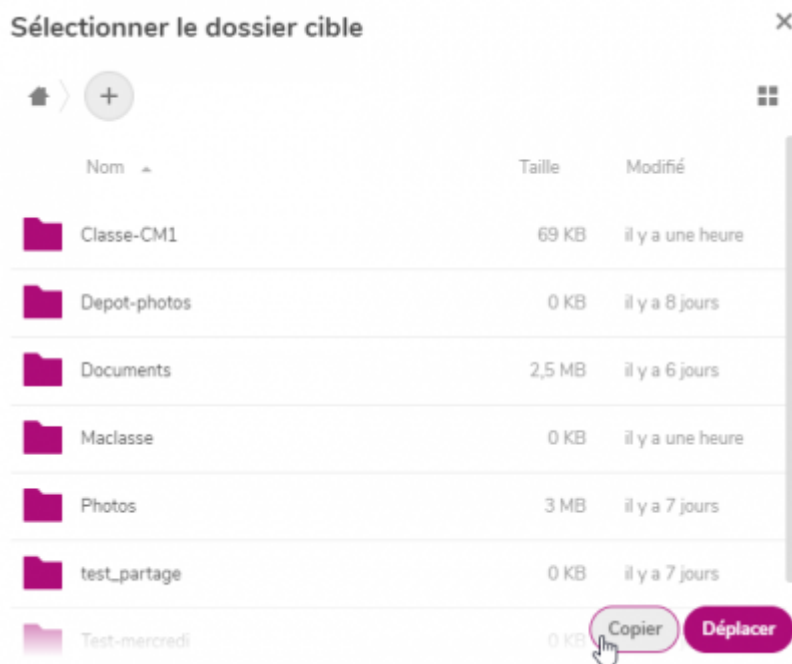 Sélectionner le dossier cible
Nom Taille Modifié
Classe-CM1 69 KB il y a une heure
Depot-photos 0 KB il y a 8 jours
Documents 2,5 MB il y a 6 jours
Maclasse 0 KB il y a une heure
Photos 3 MB il y a 7 jours
test_partage 0 KB il y a 7 jours
Test-mercredi 0 KB
Copier Déplacer